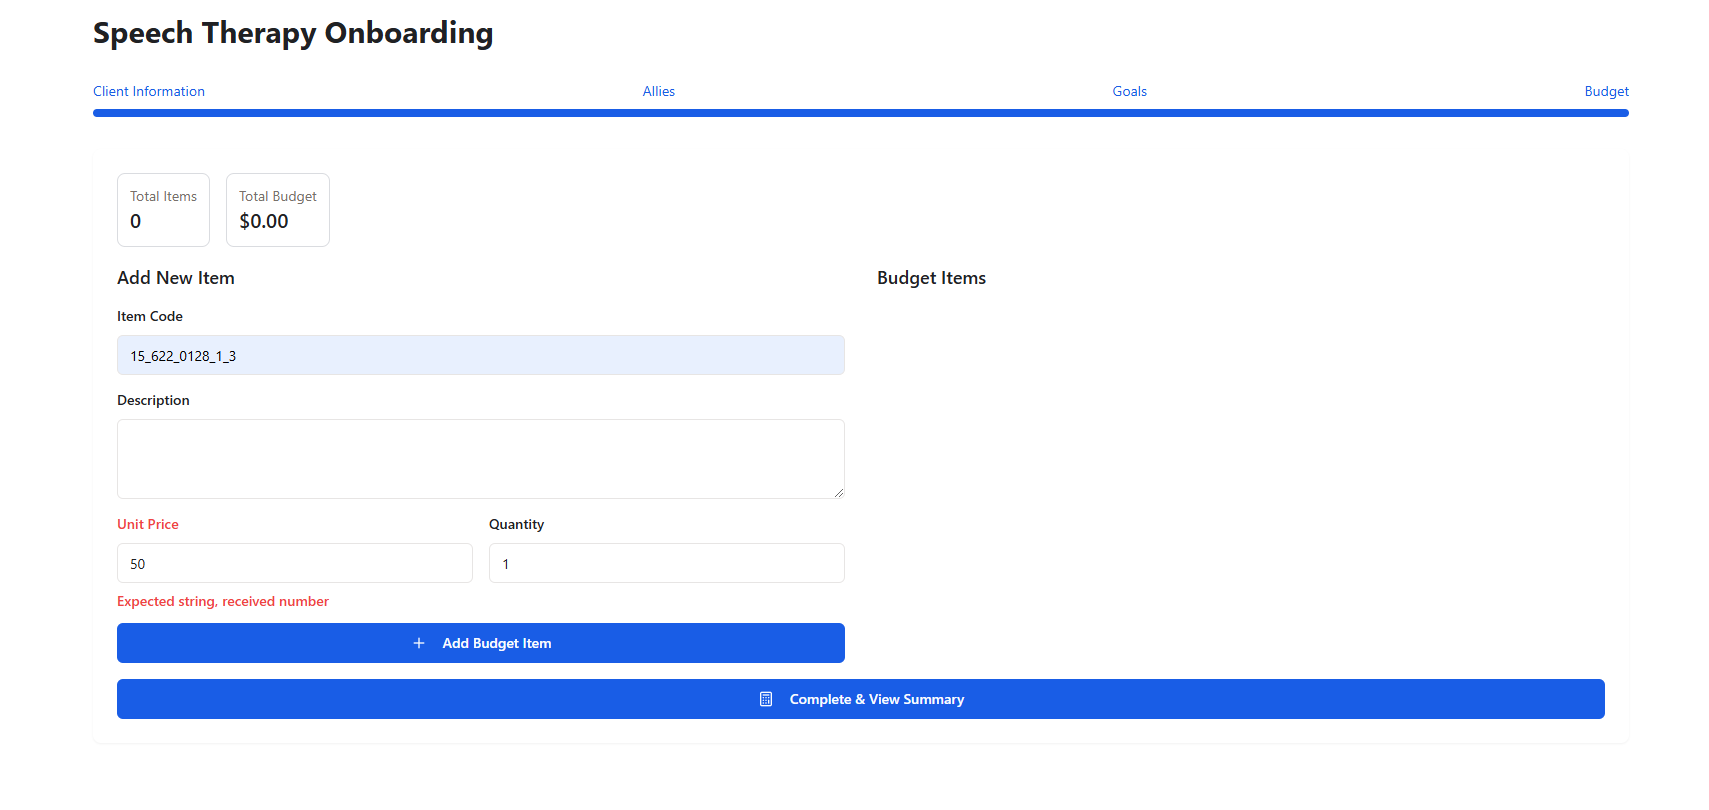 Speech Therapy Onboarding
Client Information Allies Goals Budget
Total Items Total Budget
0 $0.00
Add New Item
Item Code
15_622_0128_1_3
Description
Unit Price Quantity
50 1
Expected string, received number
Add Budget Item
Budget Items
Complete & View Summary